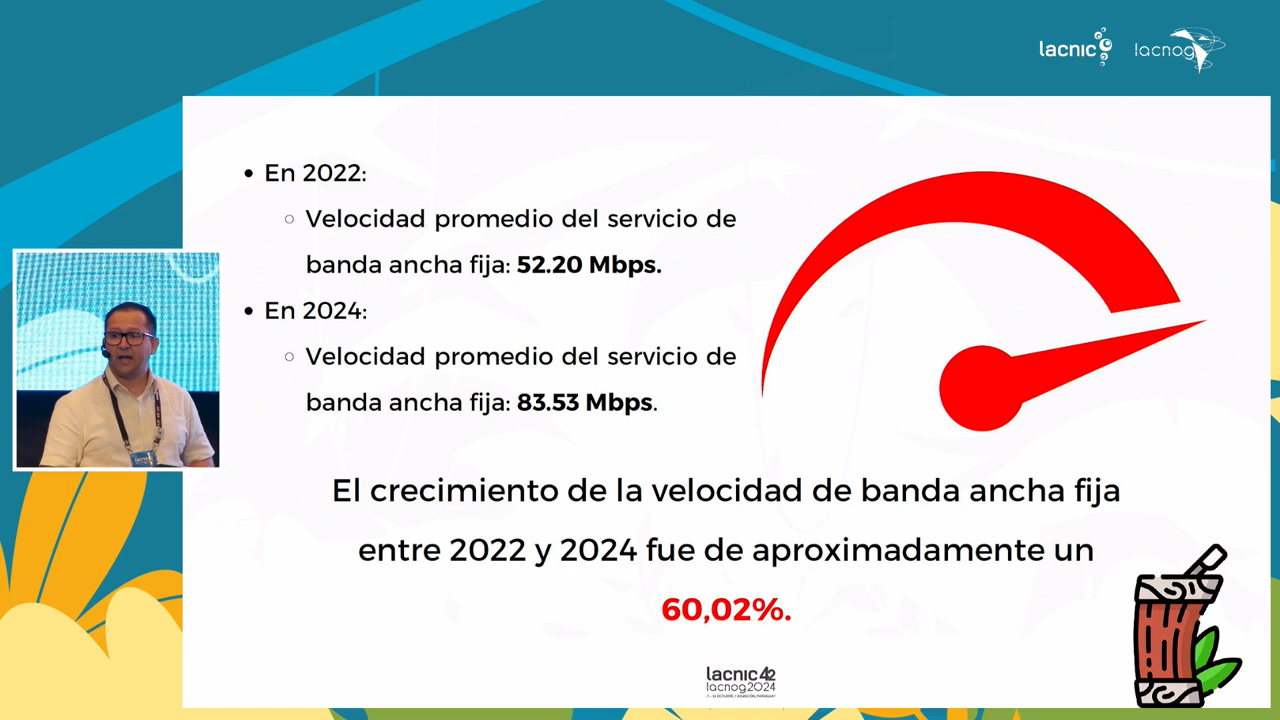 lacnic
lacnog
• En 2022:
○ Velocidad promedio del servicio de
banda ancha fija: 52.20 Mbps.
• En 2024:
○ Velocidad promedio del servicio de
banda ancha fija: 83.53 Mbps.
El crecimiento de la velocidad de banda ancha fija
entre 2022 y 2024 fue de aproximadamente un
60,02%.
lacnic 42
lacnog2024